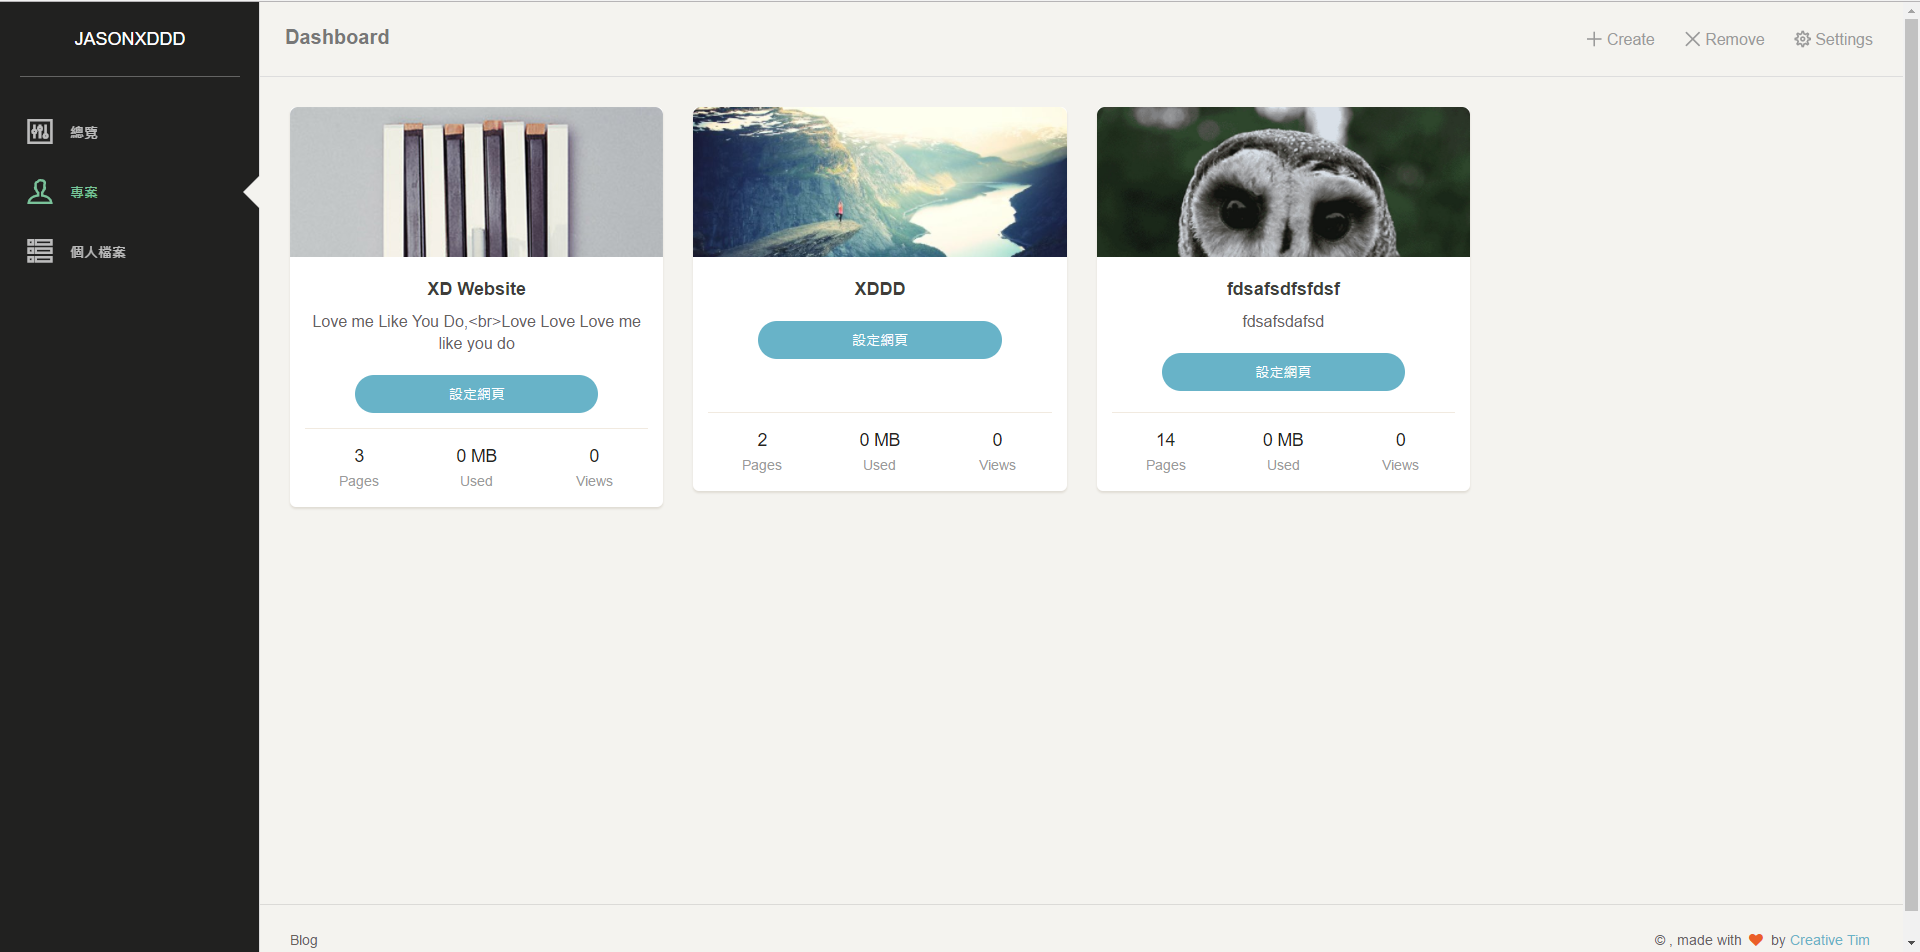 JASONXDDD
總覽
專案
個人檔案
Dashboard
Create
Remove
Settings
XD Website
Love me Like You Do,<br>Love Love Love me
like you do
設定網頁
3
0 MB
0
Pages
Used
Views
XDDD
設定網頁
2
0 MB
0
Pages
Used
Views
fdsafsdfsfdsf
fdsafsdafsd
設定網頁
14
0 MB
0
Pages
Used
Views
Blog
© , made with by Creative Tim